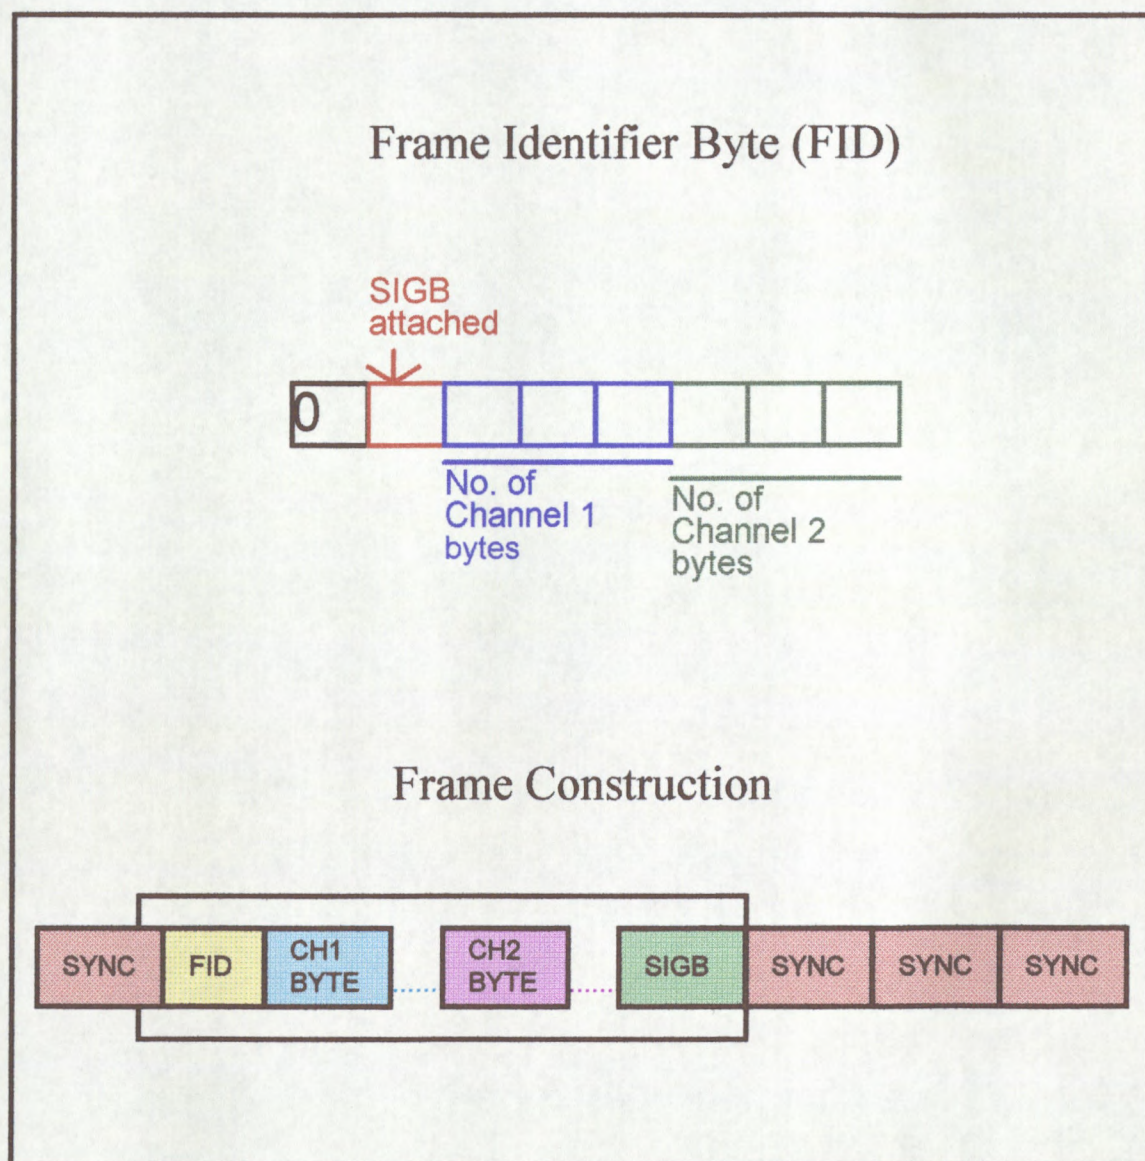 Frame Identifier Byte (FID)
SIGB
attached
0
No. of
Channel 1
bytes
No. of
Channel 2
bytes
Frame Construction
SYNC
FID
CH1
BYTE
CH2
BYTE
SIGB
SYNC
SYNC
SYNC